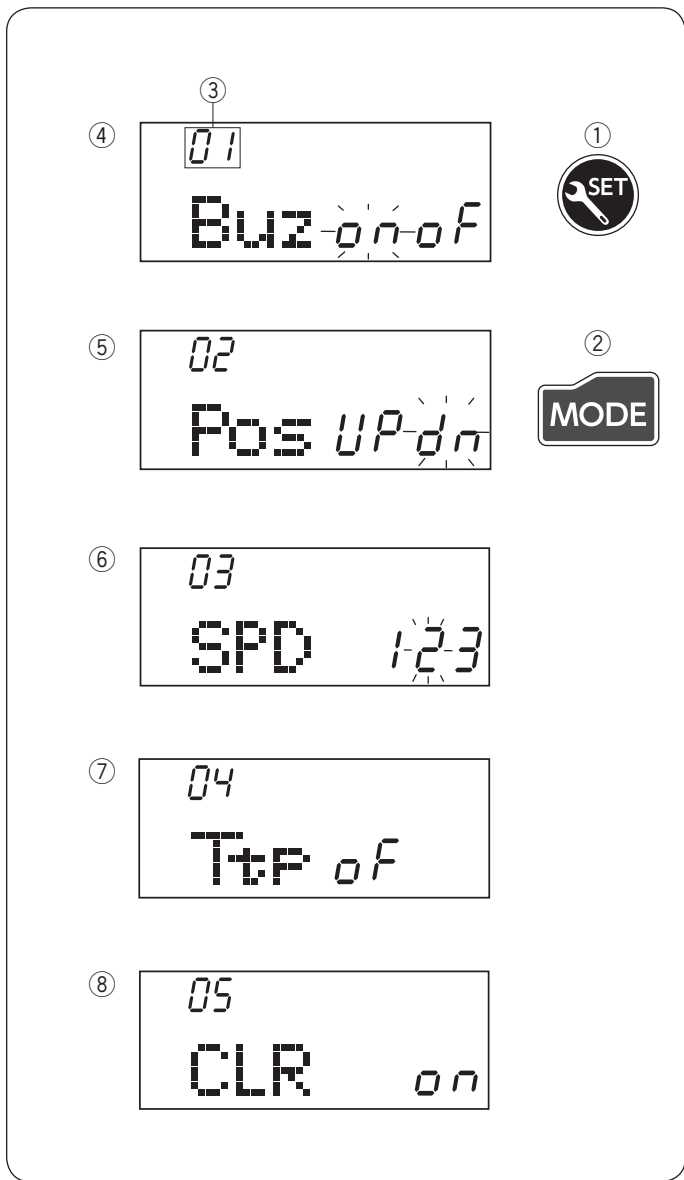 ③
④ 01 ①
SET
Buz on oF
⑤ 02 ②
MODE
Pos UP dn
⑥ 03
SPD 1 2 3
⑦ 04
Ttp oF
⑧ 05
CLR on